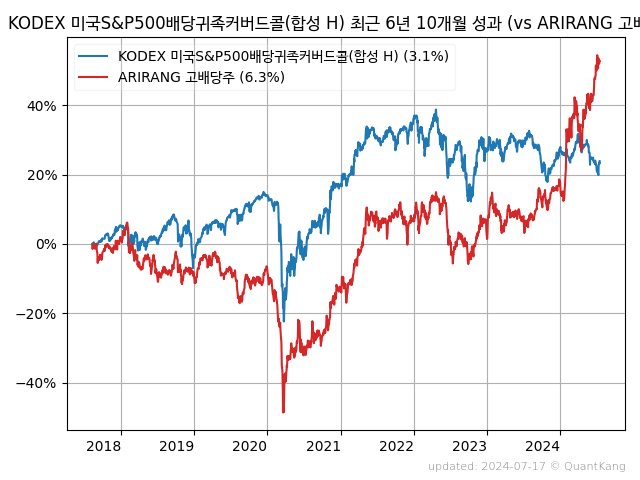 KODEX 미국S&P500배당귀족커버드콜(합성 H) 최근 6년 10개월 성과 (vs ARIRANG 고배
KODEX 미국S&P500배당귀족커버드콜(합성 H) (3.1%)
ARIRANG 고배당주 (6.3%)
40%
20%
0%
−20%
−40%
2018 2019 2020 2021 2022 2023 2024
updated: 2024-07-17 © QuantKang